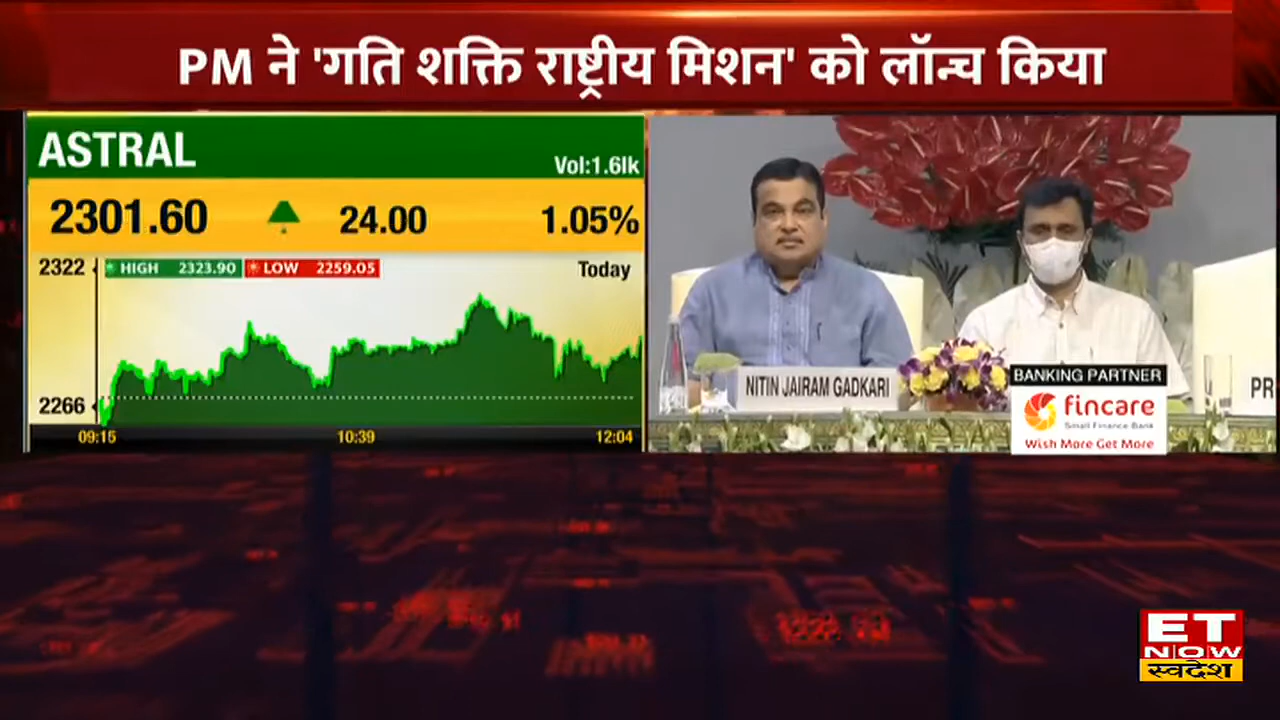 PM ने 'गति शक्ति राष्ट्रीय मिशन' को लॉन्च किया
ASTRAL
Vol:1.6lk
2301.60 24.00 1.05%
2322
HIGH 2323.90 LOW 2259.05
Today
2266
09:15 10:39 12:04
NITIN JAIRAM GADKARI
PR
BANKING PARTNER
fincare
Small Finance Bank
Wish More Get More
ET
NOW
स्वदेश